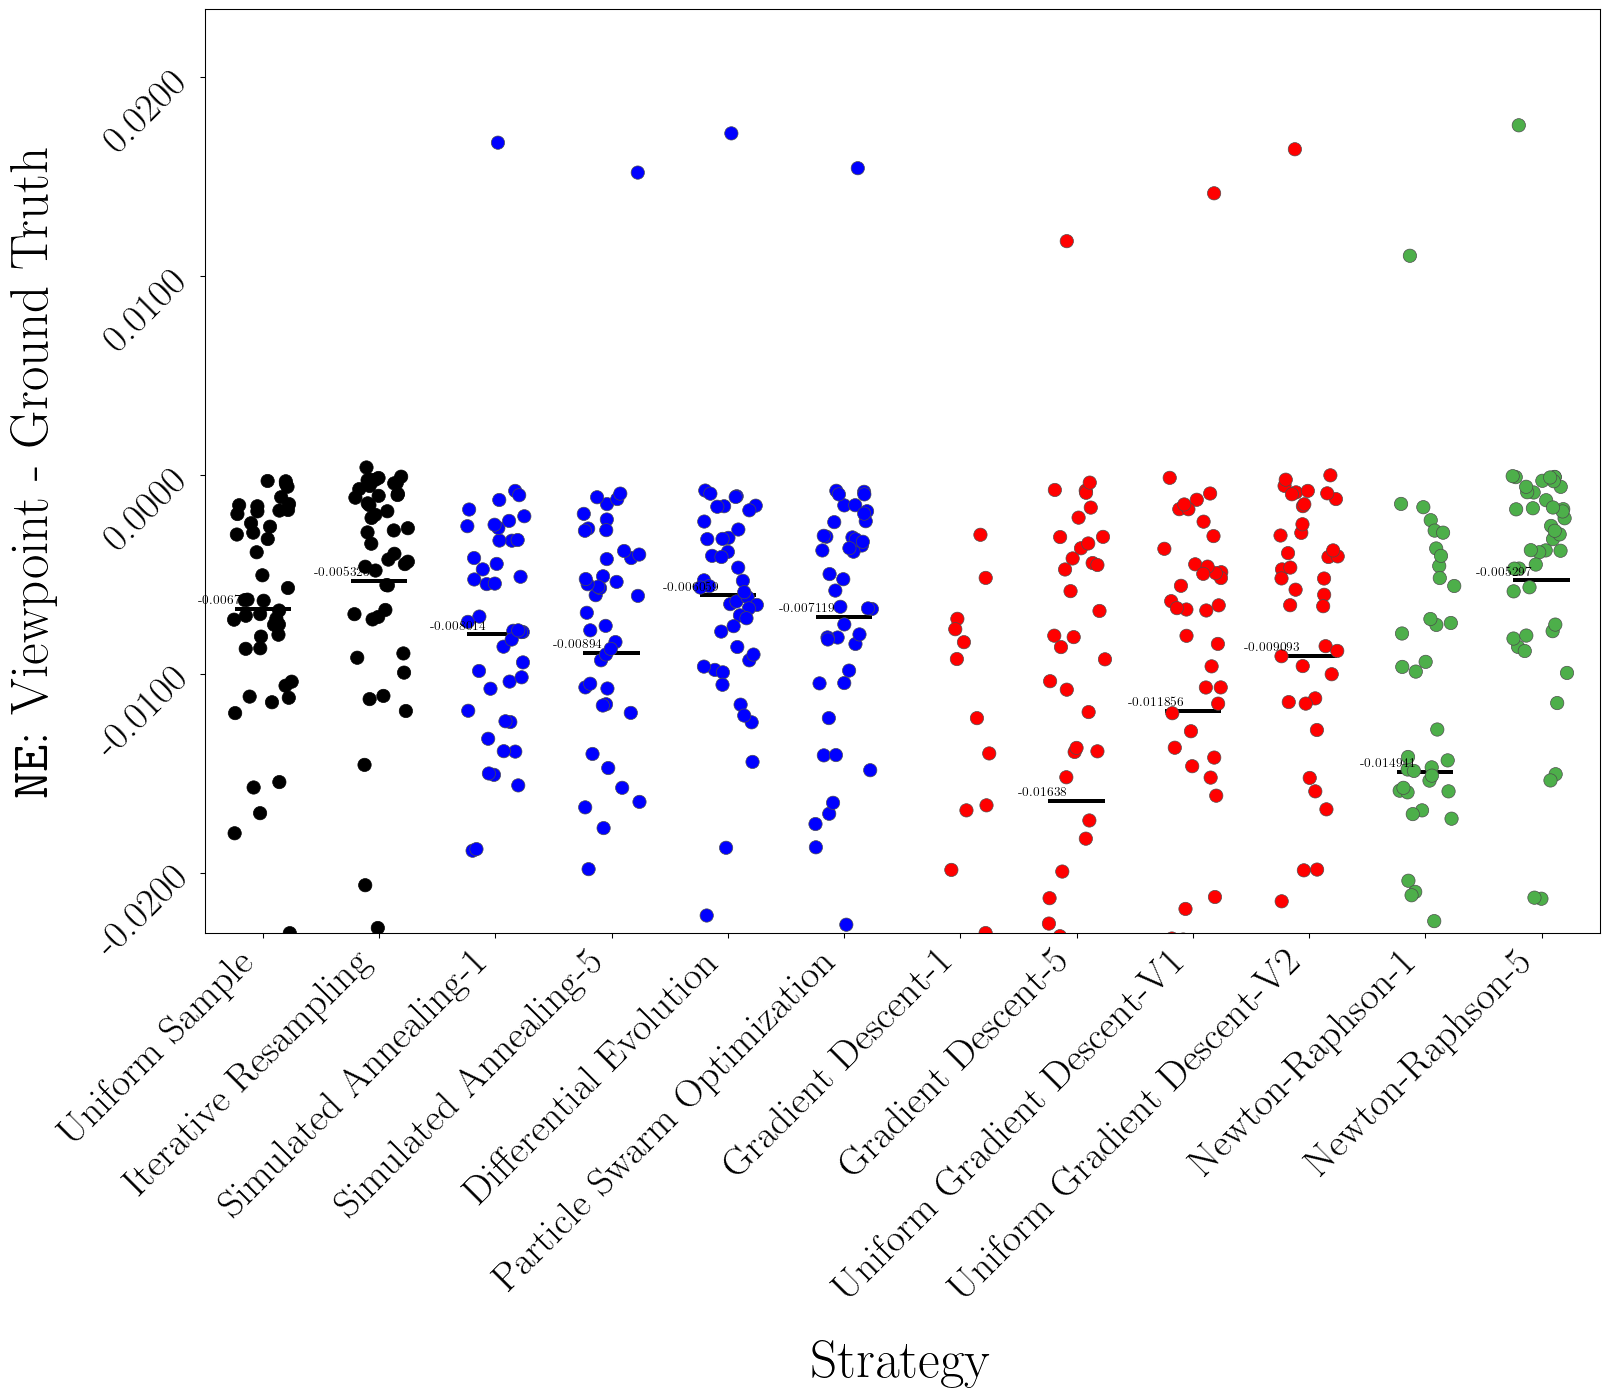 NE: Viewpoint - Ground Truth
0.0200
0.0100
0.0000
-0.0100
-0.0200
-0.005297
-0.007119
-0.008014
-0.00894
-0.009093
-0.011856
-0.014941
-0.01638
Uniform Sample
Iterative Resampling
Simulated Annealing-1
Simulated Annealing-5
Differential Evolution
Particle Swarm Optimization
Gradient Descent-1
Gradient Descent-5
Uniform Gradient Descent-V1
Uniform Gradient Descent-V2
Newton-Raphson-1
Newton-Raphson-5
Strategy